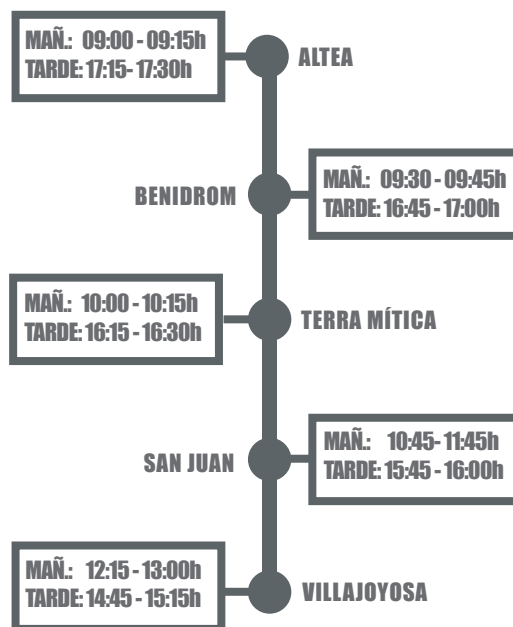 MAÑ.: 09:00 - 09:15h
TARDE: 17:15- 17:30h
ALTEA
BENIDROM
MAÑ.: 09:30 - 09:45h
TARDE: 16:45 - 17:00h
MAÑ.: 10:00 - 10:15h
TARDE: 16:15 - 16:30h
TERRA MÍTICA
SAN JUAN
MAÑ.: 10:45- 11:45h
TARDE: 15:45 - 16:00h
MAÑ.: 12:15 - 13:00h
TARDE: 14:45 - 15:15h
VILLAJOYOSA